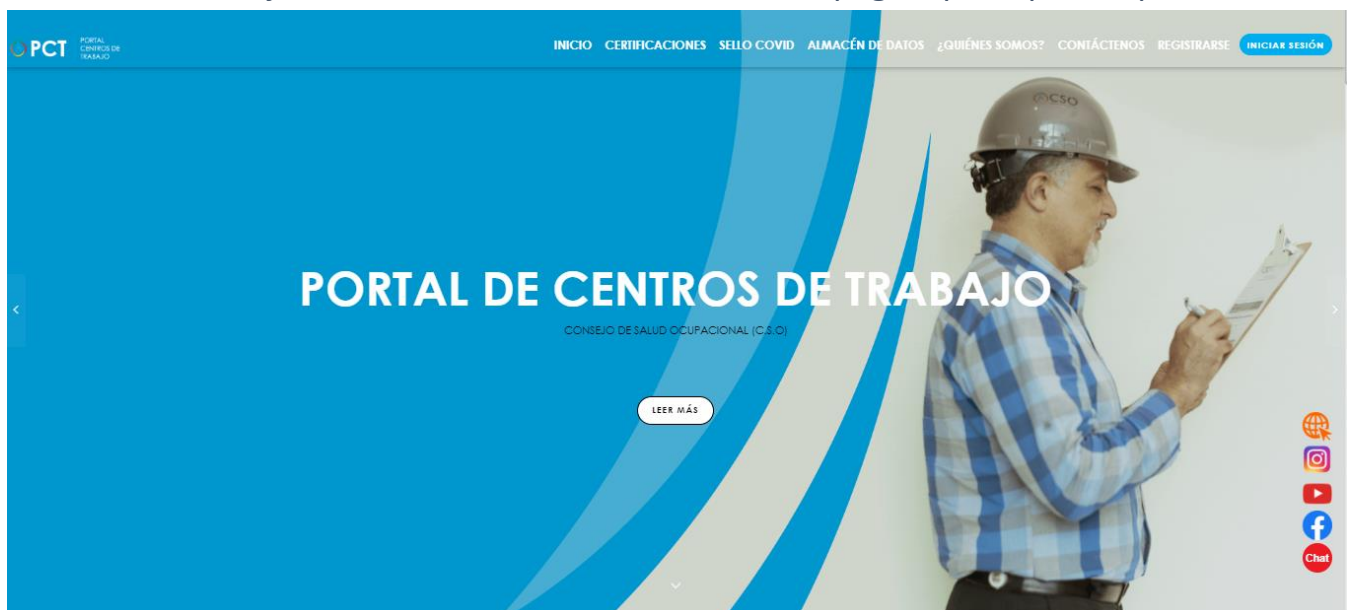 PCT
PORTAL
CENTROS DE
TRABAJO
INICIO CERTIFICACIONES SELLO COVID ALMACÉN DE DATOS ¿QUIÉNES SOMOS? CONTÁCTENOS REGISTRARSE INICIAR SESIÓN
CSO
PORTAL DE CENTROS DE TRABAJO
CONSEJO DE SALUD OCUPACIONAL (C.S.O)
LEER MÁS
Chat